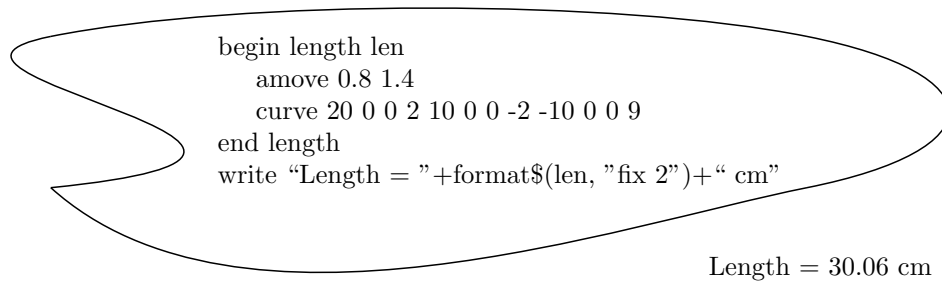 begin length len
amove 0.8 1.4
curve 20 0 0 2 10 0 0 -2 -10 0 0 9
end length
write “Length = ”+format$(len, ”fix 2”)+“ cm”
Length = 30.06 cm